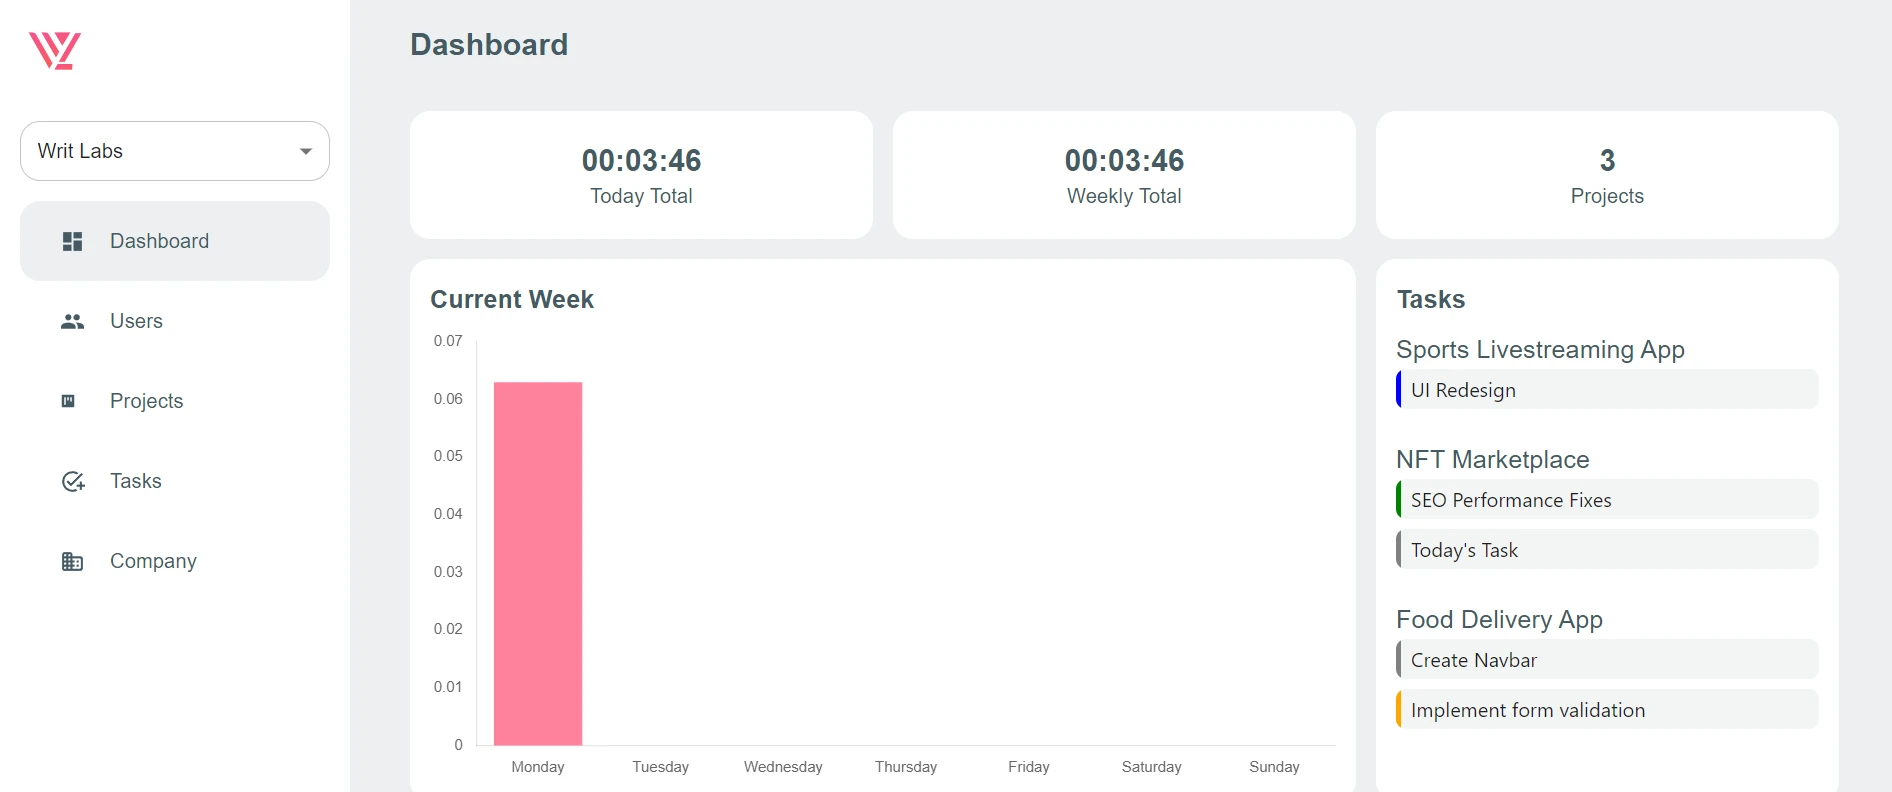 Writ Labs
Dashboard
Users
Projects
Tasks
Company
Dashboard
00:03:46
Today Total
00:03:46
Weekly Total
3
Projects
Current Week
0.07
0.06
0.05
0.04
0.03
0.02
0.01
0
Monday Tuesday Wednesday Thursday Friday Saturday Sunday
Tasks
Sports Livestreaming App
UI Redesign
NFT Marketplace
SEO Performance Fixes
Today's Task
Food Delivery App
Create Navbar
Implement form validation